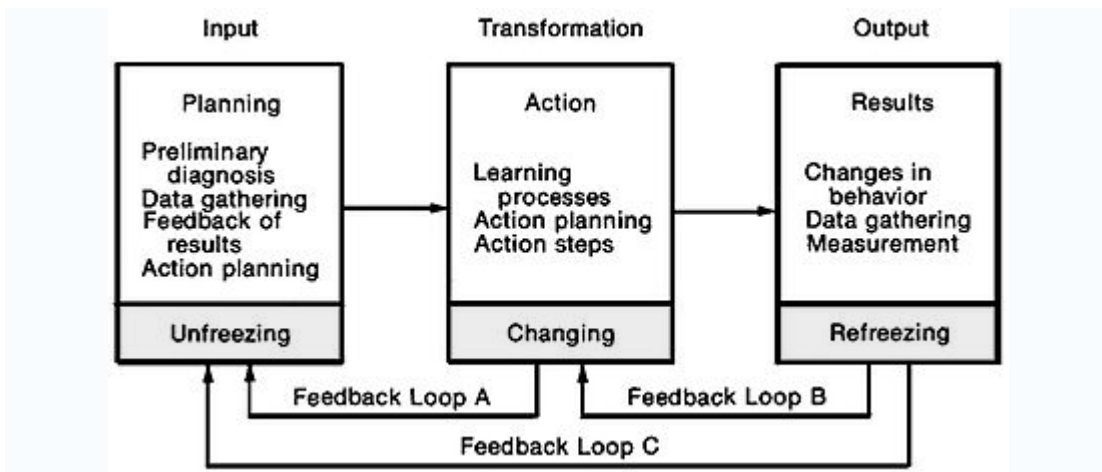 Input
Transformation
Output
Planning
Preliminary
diagnosis
Data gathering
Feedback of
results
Action planning
Unfreezing
Action
Learning
processes
Action planning
Action steps
Changing
Results
Changes in
behavior
Data gathering
Measurement
Refreezing
Feedback Loop A
Feedback Loop B
Feedback Loop C